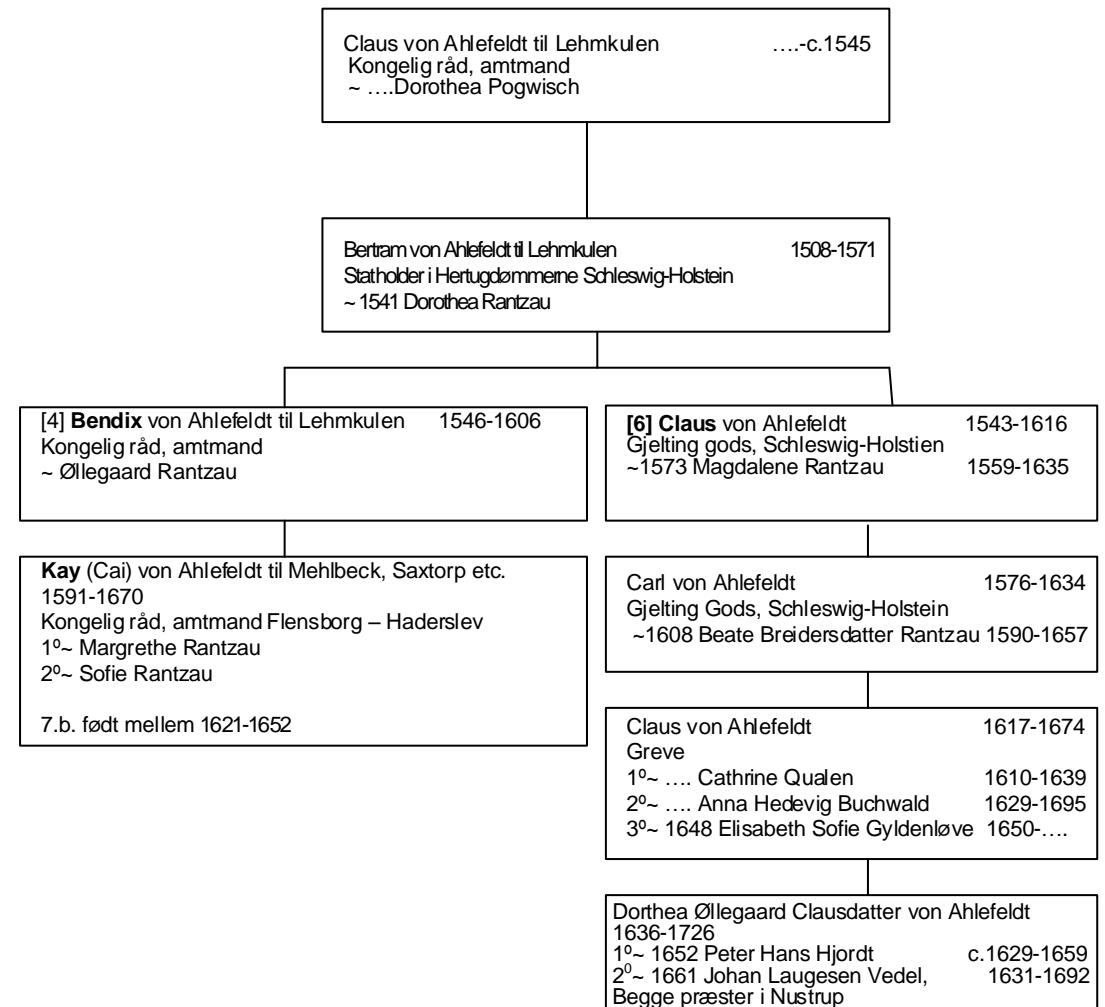 Claus von Ahlefeldt til Lehmkulen ….-c.1545
Kongelig råd, amtmand
~ ….Dorothea Pogwisch
Bertram von Ahlefeldt til Lehmkulen 1508-1571
Statholder i Hertugdømmerne Schleswig-Holstein
~ 1541 Dorothea Rantzau
[4] Bendix von Ahlefeldt til Lehmkulen 1546-1606
Kongelig råd, amtmand
~ Øllegaard Rantzau
[6] Claus von Ahlefeldt 1543-1616
Gjelting gods, Schleswig-Holstien
~1573 Magdalene Rantzau 1559-1635
Kay (Cai) von Ahlefeldt til Mehlbeck, Saxtorp etc.
1591-1670
Kongelig råd, amtmand Flensborg – Haderslev
1º~ Margrethe Rantzau
2º~ Sofie Rantzau
7.b. født mellem 1621-1652
Carl von Ahlefeldt 1576-1634
Gjelting Gods, Schleswig-Holstein
~1608 Beate Breidersdatter Rantzau 1590-1657
Claus von Ahlefeldt 1617-1674
Greve
1º~ …. Cathrine Qualen 1610-1639
2º~ …. Anna Hedevig Buchwald 1629-1695
3º~ 1648 Elisabeth Sofie Gyldenløve 1650-….
Dorthea Øllegaard Clausdatter von Ahlefeldt
1636-1726
1º~ 1652 Peter Hans Hjordt c.1629-1659
2⁰~ 1661 Johan Laugesen Vedel, 1631-1692
Begge præster i Nustrup